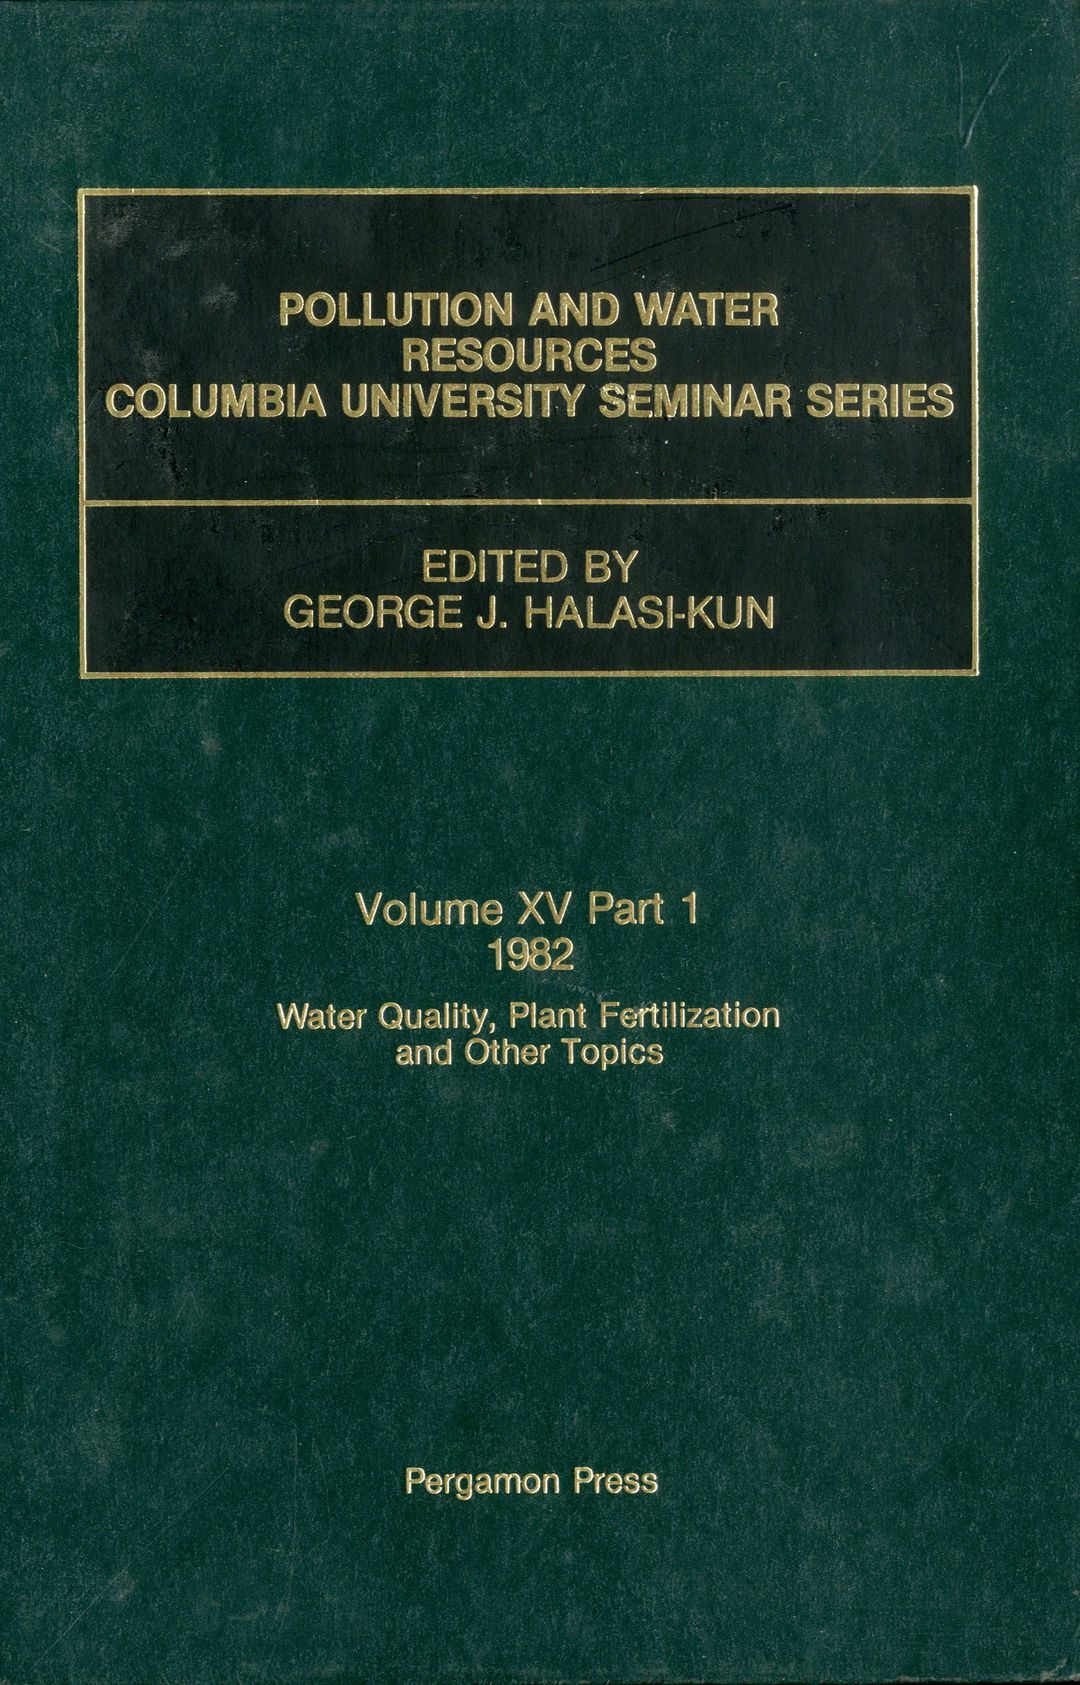 POLLUTION AND WATER
RESOURCES
COLUMBIA UNIVERSITY SEMINAR SERIES
EDITED BY
GEORGE J. HALASI-KUN
Volume XV Part 1
1982
Water Quality, Plant Fertilization
and Other Topics
Pergamon Press